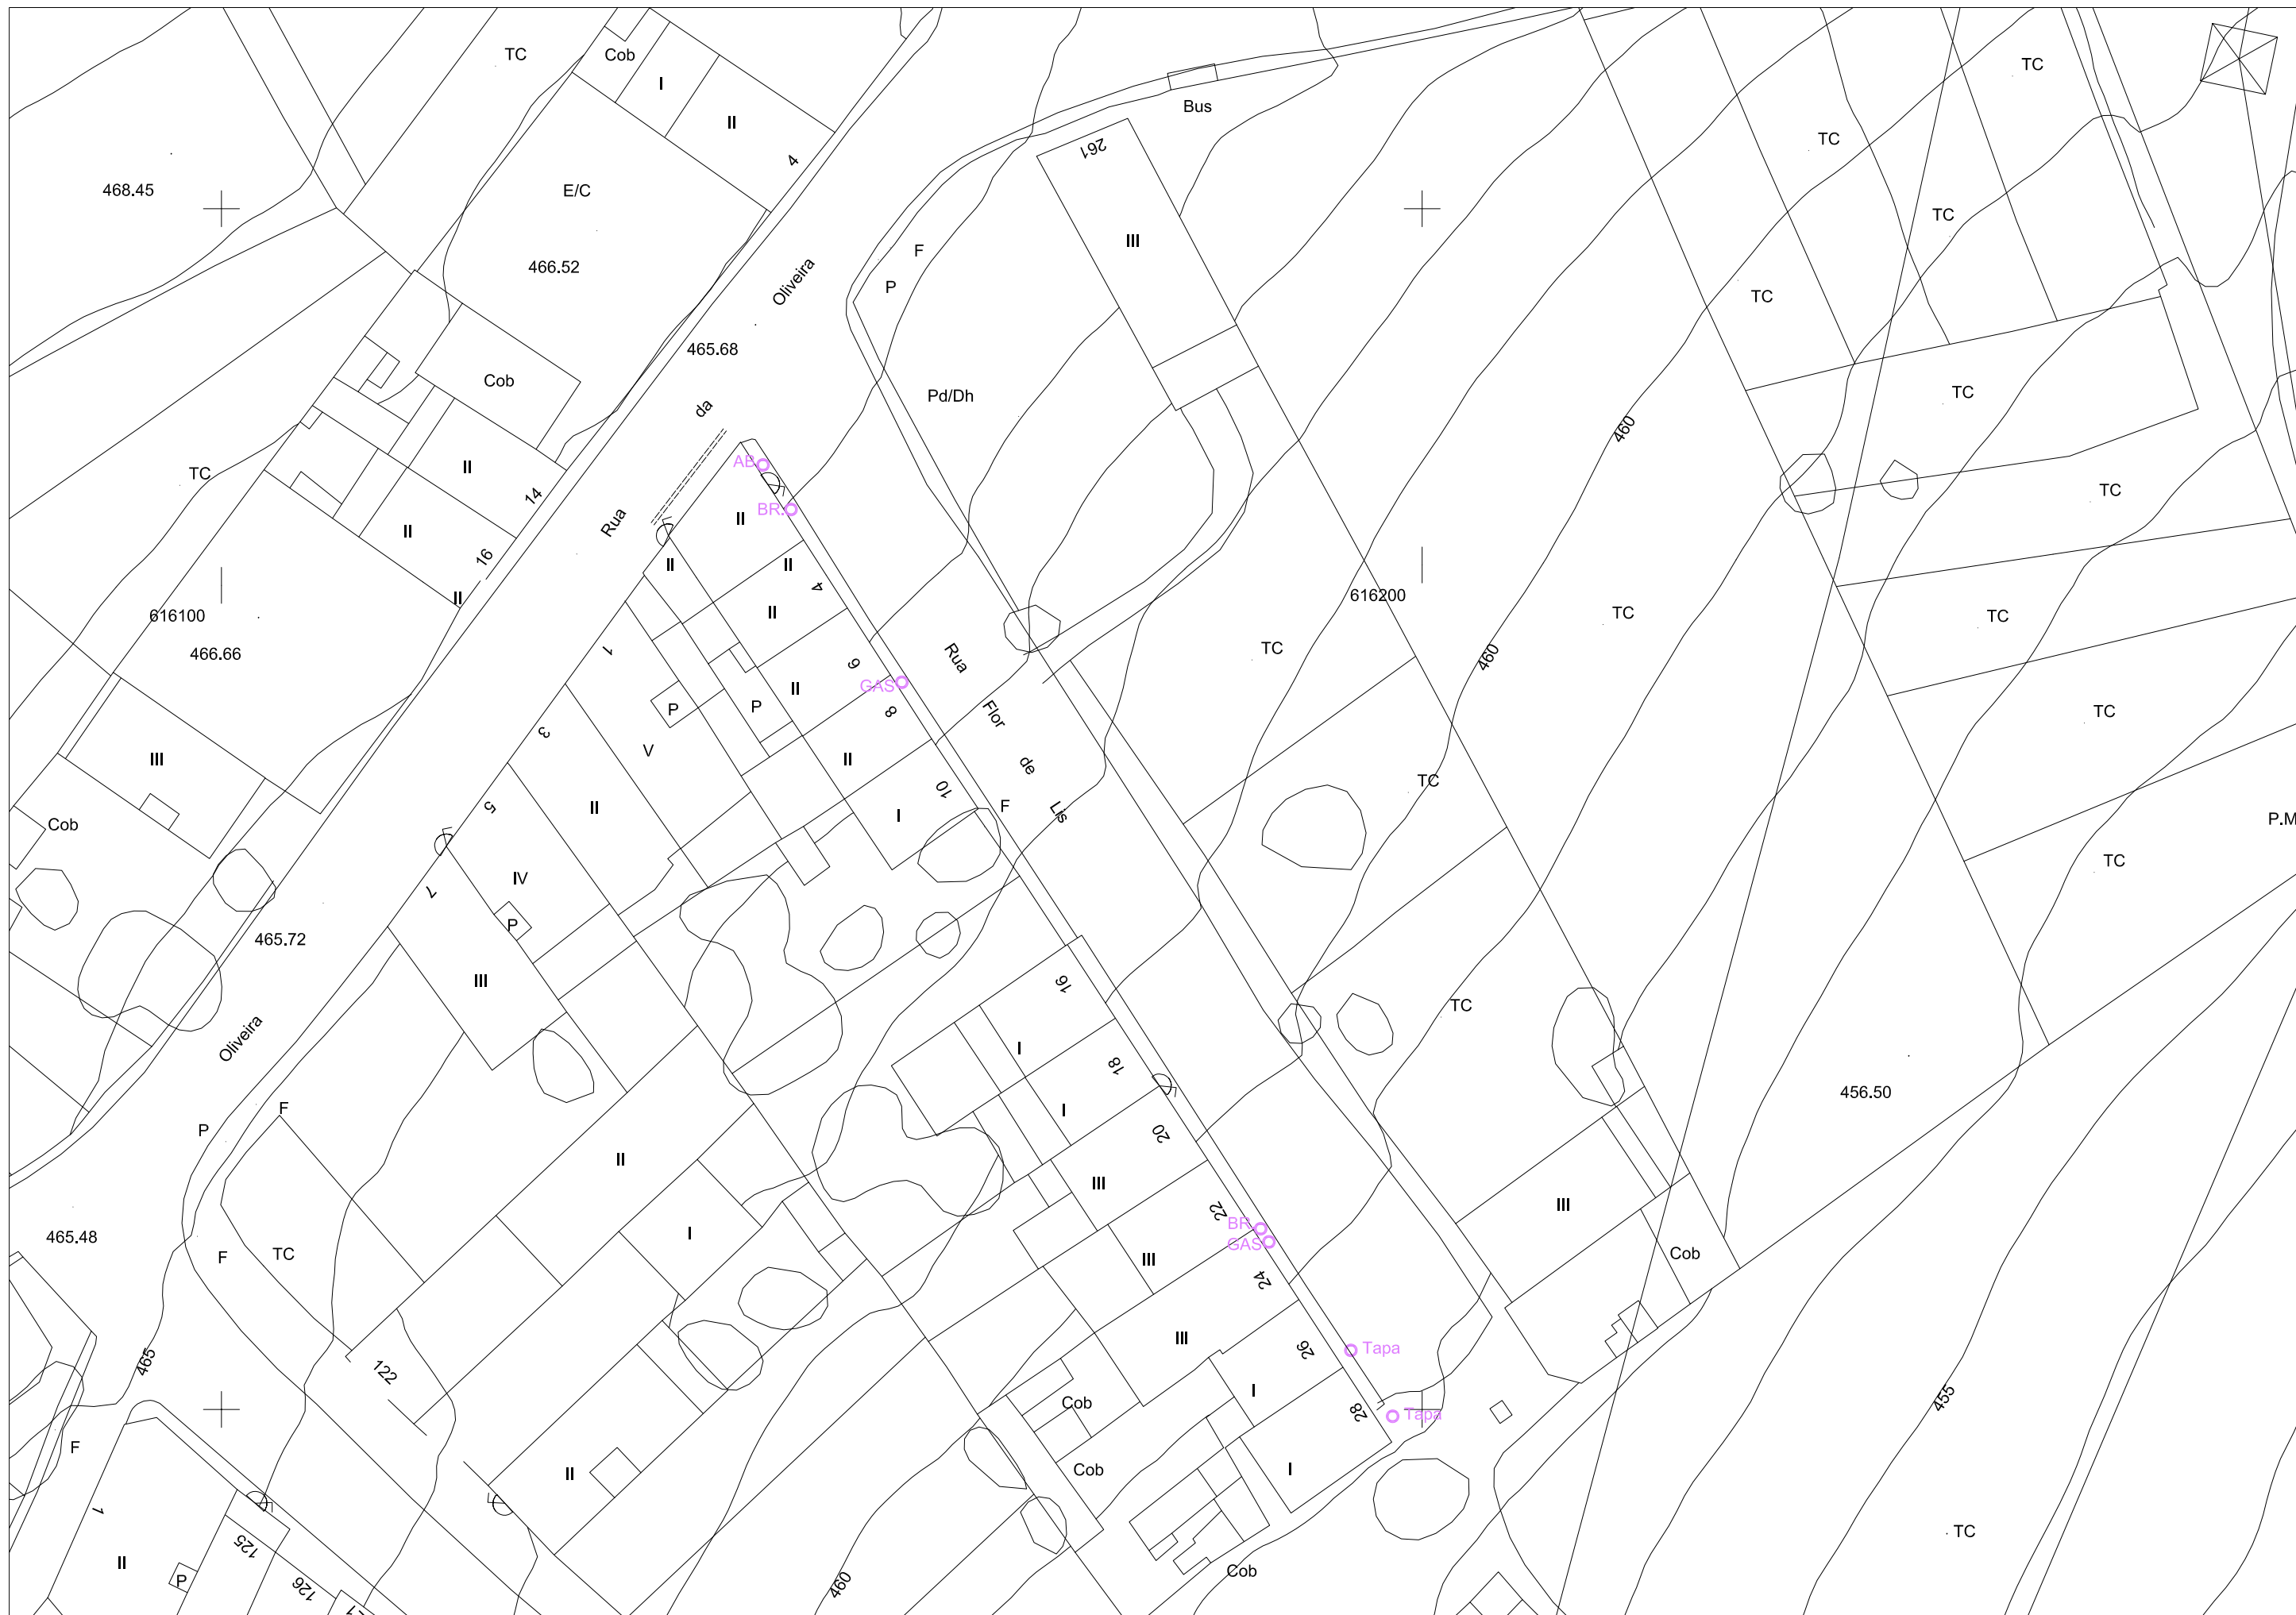 TC
Cob
I
II
4
TC
Bus
261
468.45
E/C
TC
TC
F
III
466.52
P
Oliveira
TC
465.68
Cob
Pd/Dh
TC
da
460
TC
II
AB
14
TC
Rua
BR.
II
II
16
II
II
4
II
II
616100
616200
TC
TC
466.66
1
Rua
TC
6
460
GAS
II
P
P
8
Flor
TC
3
V
III
II
de
TC
10
5
II
I
F
Lis
P.M
Cob
TC
7
IV
P
465.72
III
16
TC
Oliveira
I
18
456.50
F
I
P
20
II
III
22
III
BR
465.48
I
GAS
F
TC
III
Cob
24
III
26
Tapa
465
122
I
455
Cob
28
Tapa
F
Cob
I
II
1
TC
125
II
P
126
460
Cob